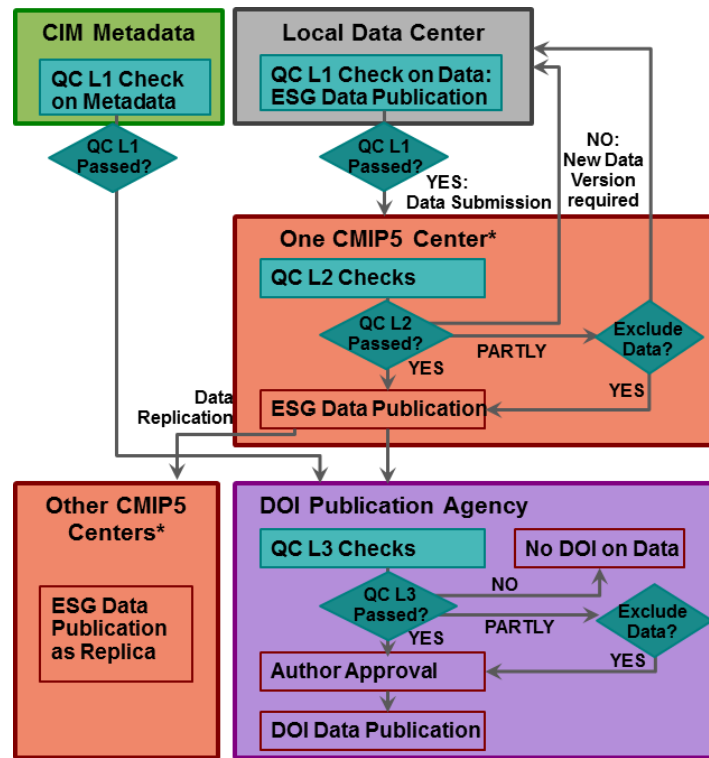 CIM Metadata
QC L1 Check
on Metadata
QC L1
Passed?
Local Data Center
QC L1 Check on Data:
ESG Data Publication
QC L1
Passed?
YES:
Data Submission
NO:
New Data
Version
required
One CMIP5 Center*
QC L2 Checks
QC L2
Passed?
PARTLY
Exclude
Data?
YES
YES
ESG Data Publication
Data
Replication
Other CMIP5
Centers*
ESG Data
Publication
as Replica
DOI Publication Agency
QC L3 Checks
No DOI on Data
QC L3
Passed?
NO
PARTLY
Exclude
Data?
YES
YES
Author Approval
DOI Data Publication